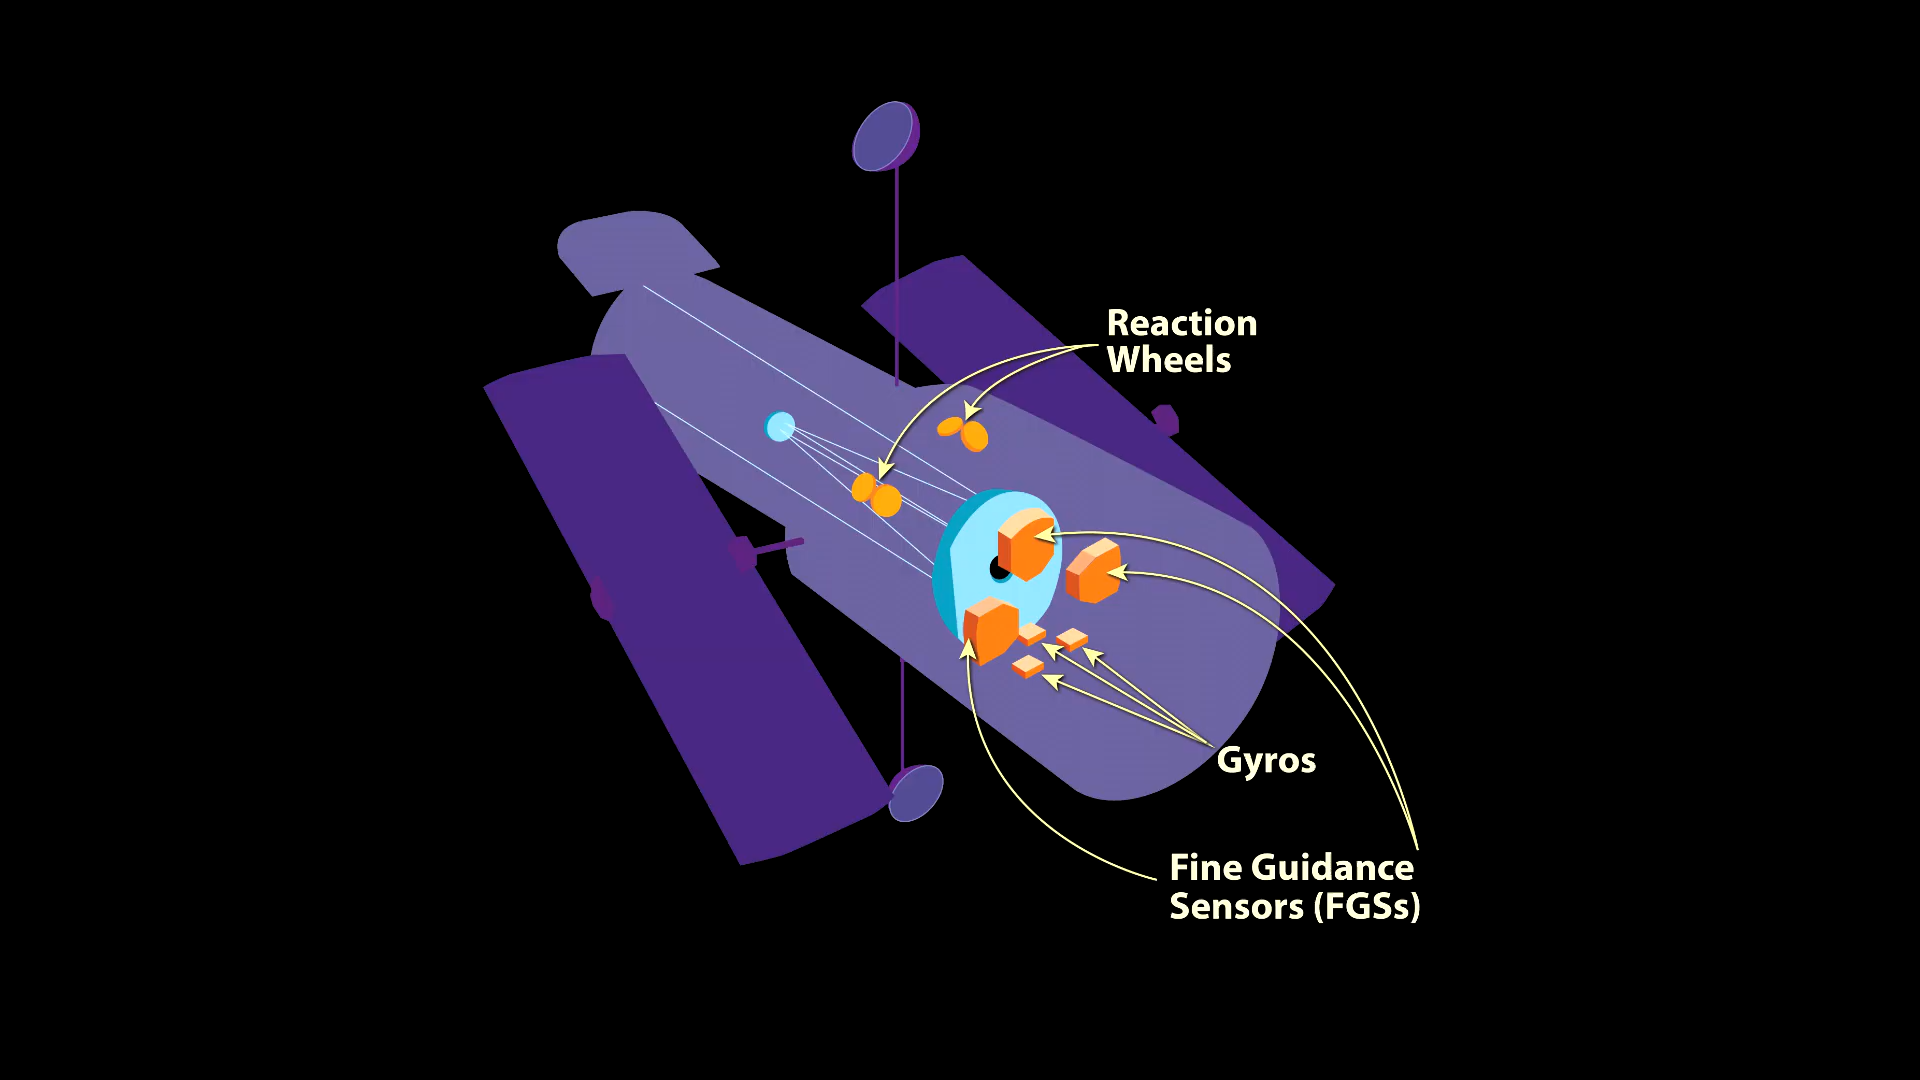 Reaction
Wheels
Gyros
Fine Guidance
Sensors (FGSs)